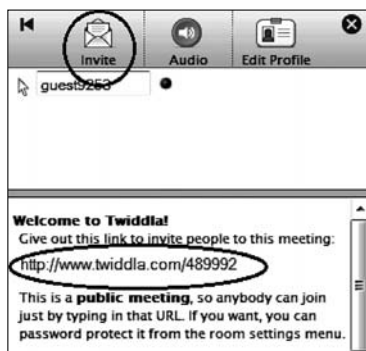 Invite Audio Edit Profile
guest9253
Welcome to Twiddla!
Give out this link to invite people to this meeting:
http://www.twiddla.com/489992
This is a public meeting, so anybody can join
just by typing in that URL. If you want, you can
password protect it from the room settings menu.